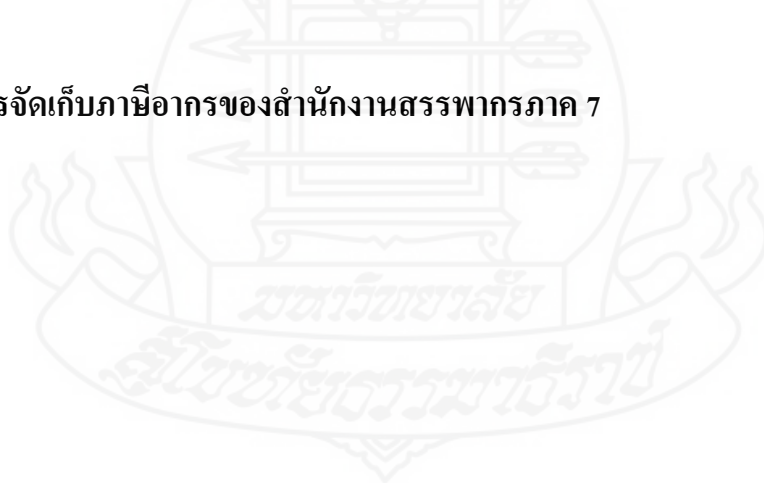 รจัดเก็บภาษีอากรของสำนักงานสรรพากรภาค 7
มหาวิทยาลัย
สุโขทัยธรรมาธิราช